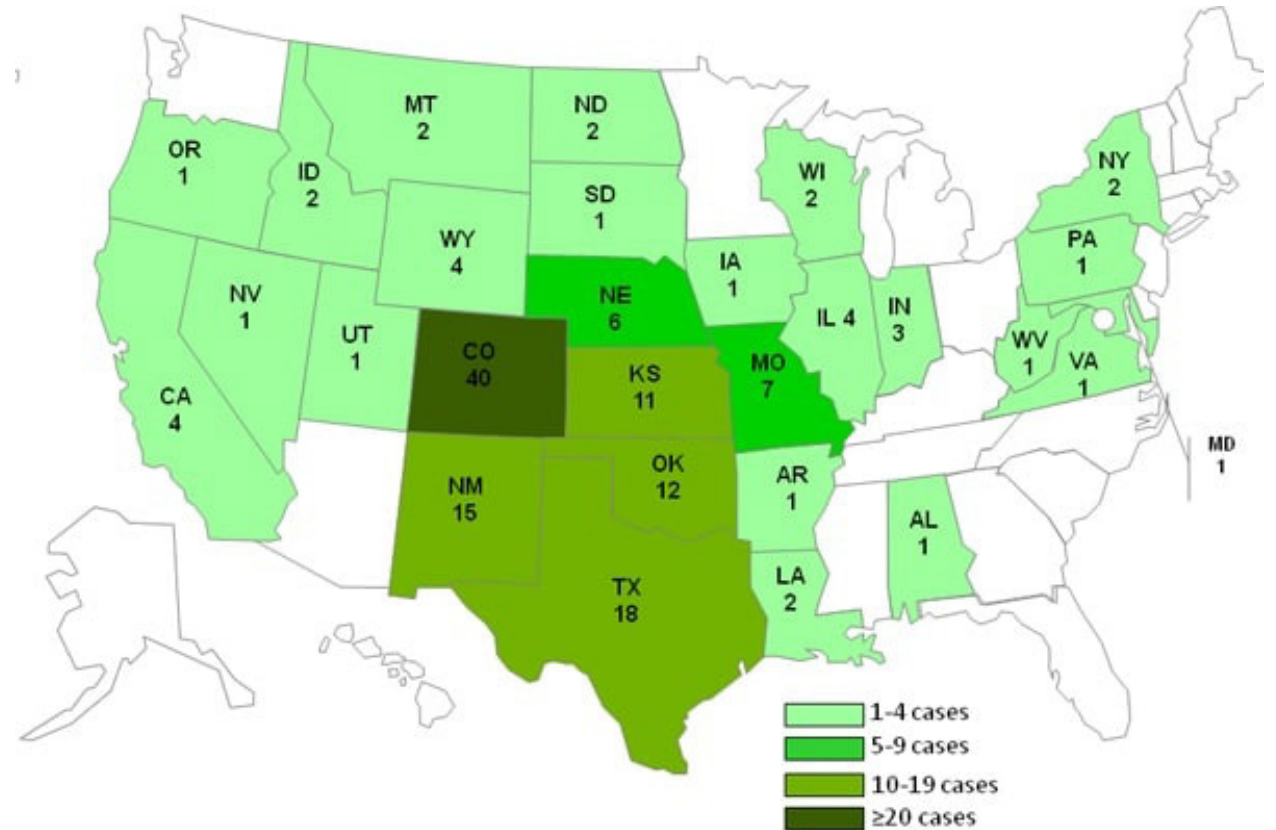 MT
2
ND
2
OR
1
ID
2
WI
2
NY
2
SD
1
WY
4
PA
1
IA
1
NE
6
NV
1
IL 4
IN
3
UT
1
CO
40
WV
1
VA
1
MO
7
KS
11
CA
4
MD
1
OK
12
AR
1
NM
15
AL
1
TX
18
LA
2
1-4 cases
5-9 cases
10-19 cases
≥20 cases